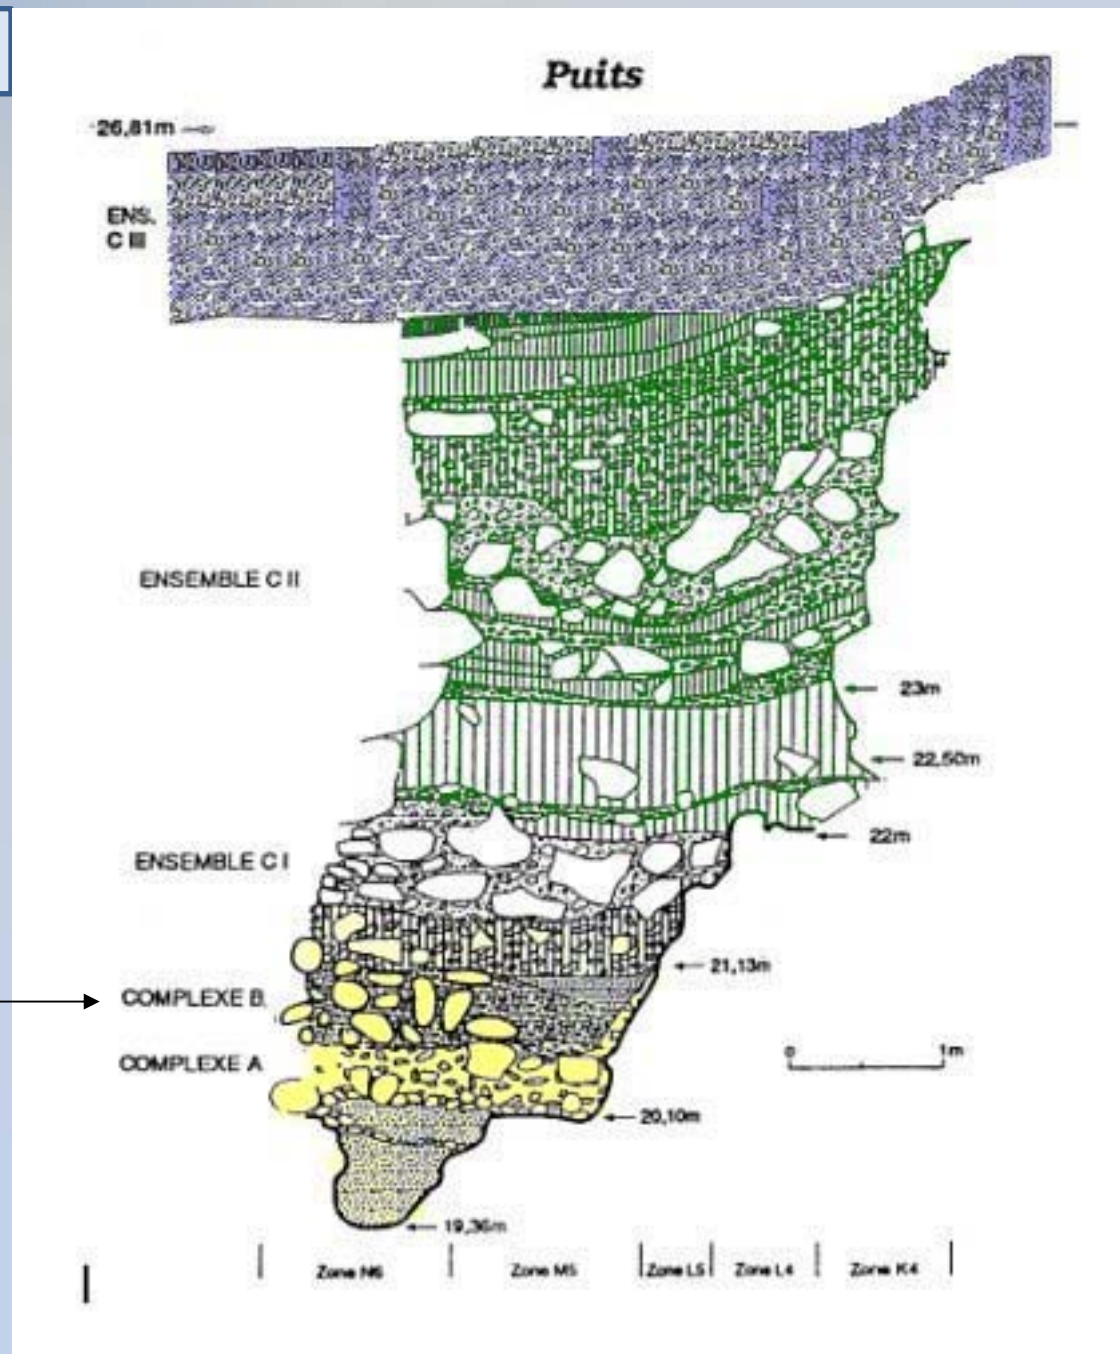 Puits
26,81m
ENS.
C III
ENSEMBLE C II
23m
22,50m
22m
ENSEMBLE C I
21,13m
COMPLEXE B
COMPLEXE A
0 1m
20,10m
19,36m
Zone N6 Zone M5 Zone L5 Zone L4 Zone K4